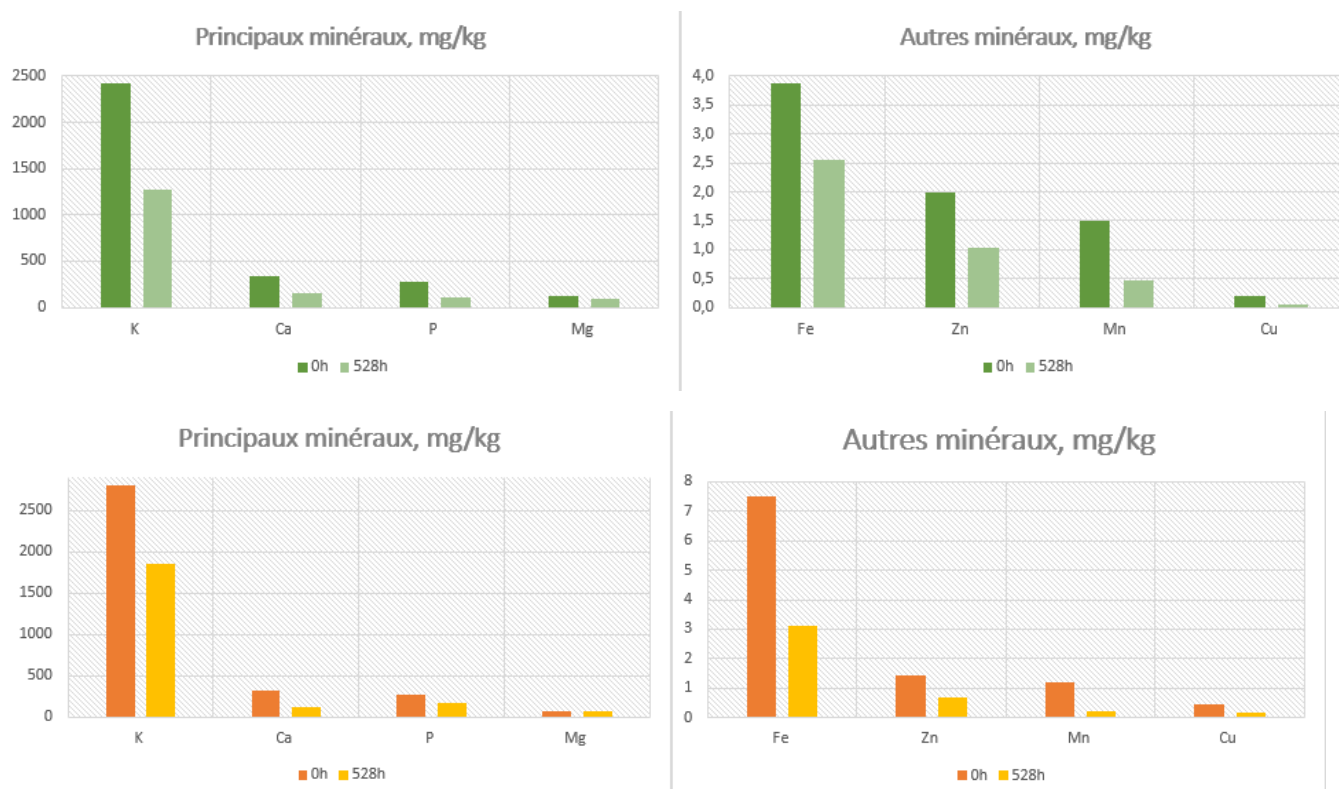 Principaux minéraux, mg/kg
2500
2000
1500
1000
500
0
K Ca P Mg
0h 528h
Autres minéraux, mg/kg
4,0
3,5
3,0
2,5
2,0
1,5
1,0
0,5
0,0
Fe Zn Mn Cu
0h 528h
Principaux minéraux, mg/kg
2500
2000
1500
1000
500
0
K Ca P Mg
0h 528h
Autres minéraux, mg/kg
8
7
6
5
4
3
2
1
0
Fe Zn Mn Cu
0h 528h